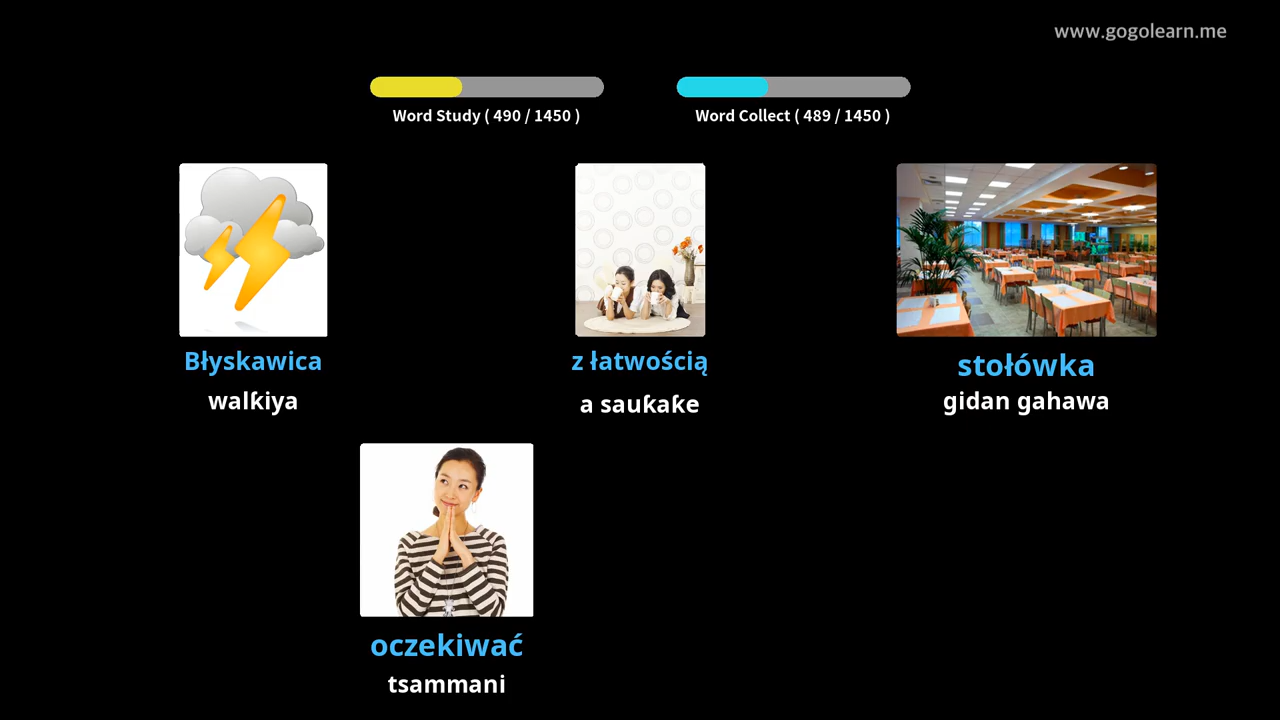 www.gogolearn.me
Word Study ( 490 / 1450 )
Word Collect ( 489 / 1450 )
Błyskawica
walƙiya
z łatwością
a sauƙaƙe
stołówka
gidan gahawa
oczekiwać
tsammani